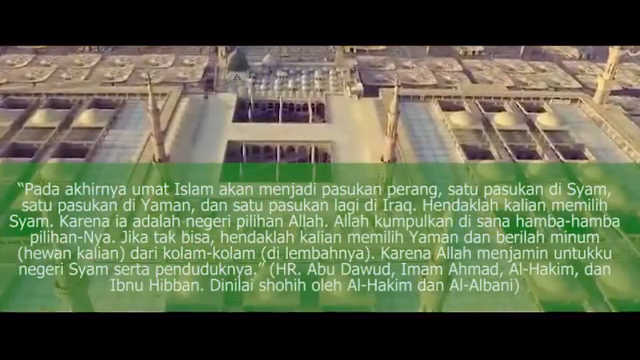 “Pada akhirnya umat Islam akan menjadi pasukan perang, satu pasukan di Syam,
satu pasukan di Yaman, dan satu pasukan lagi di Iraq. Hendaklah kalian memilih
Syam. Karena ia adalah negeri pilihan Allah. Allah kumpulkan di sana hamba-hamba
pilihan-Nya. Jika tak bisa, hendaklah kalian memilih Yaman dan berilah minum
(hewan kalian) dari kolam-kolam (di lembahnya). Karena Allah menjamin untukku
negeri Syam serta penduduknya.” (HR. Abu Dawud, Imam Ahmad, Al-Hakim, dan
Ibnu Hibban. Dinilai shohih oleh Al-Hakim dan Al-Albani)